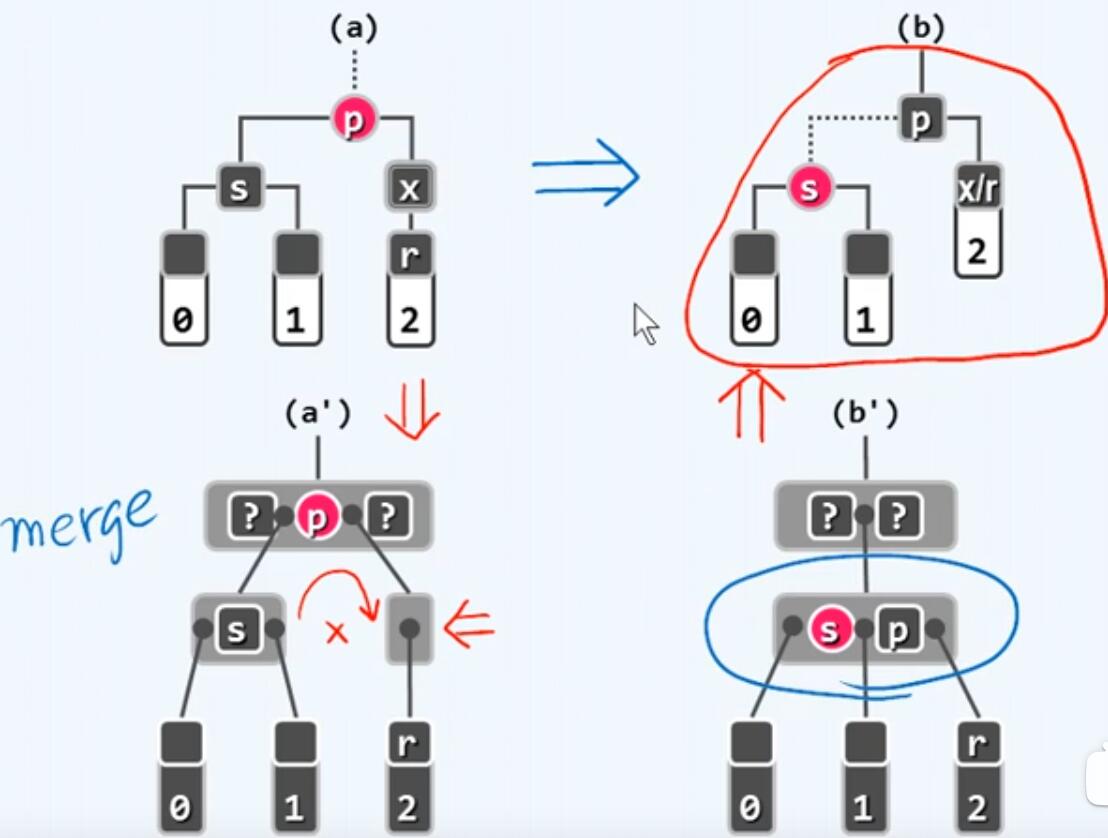 (a) (b)
p p
s x s x/r
r 2
0 1 2 0 1
(a') (b')
merge ? p ? ? ?
s x s p
r r
0 1 2 0 1 2